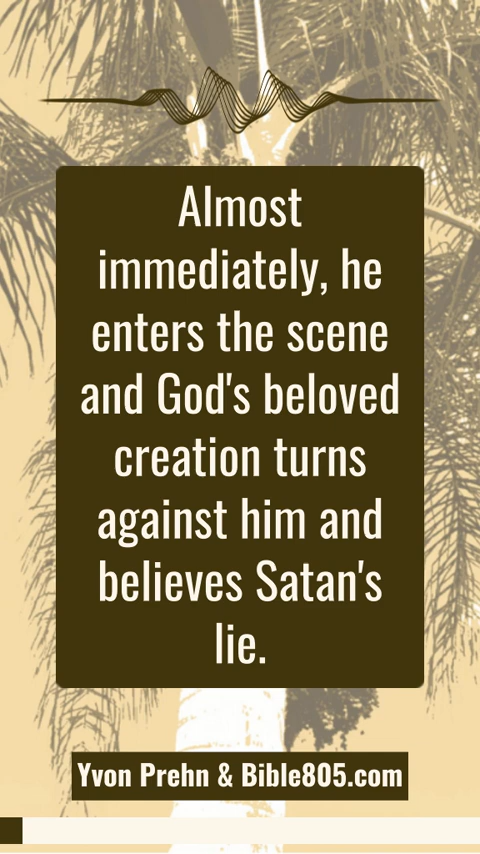 Almost
immediately, he
enters the scene
and God's beloved
creation turns
against him and
believes Satan's
lie.
Yvon Prehn & Bible805.com